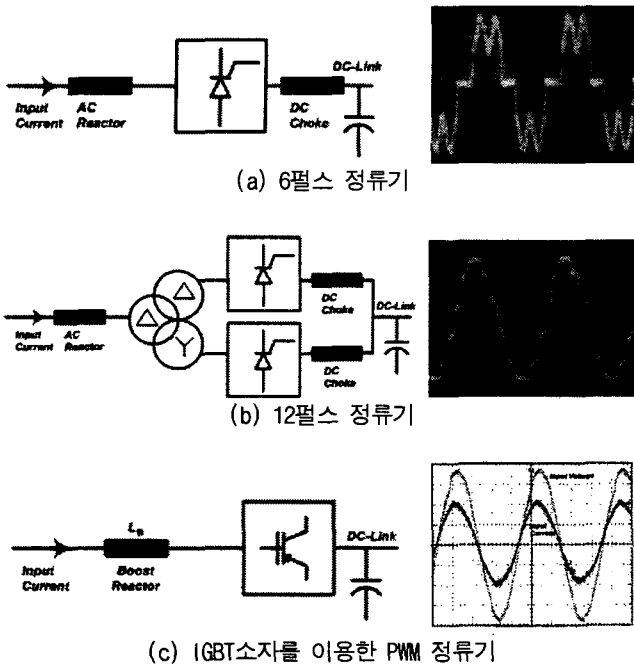 DC-Link
Input
Current
AC
Reactor
DC
Choke
(a) 6펄스 정류기
DC
Choke
DC-Link
Input
Current
AC
Reactor
DC
Choke
(b) 12펄스 정류기
Input Voltage
Input
Current
DC-Link
Input
Current
Boost
Reactor
(c) IGBT소자를 이용한 PWM 정류기